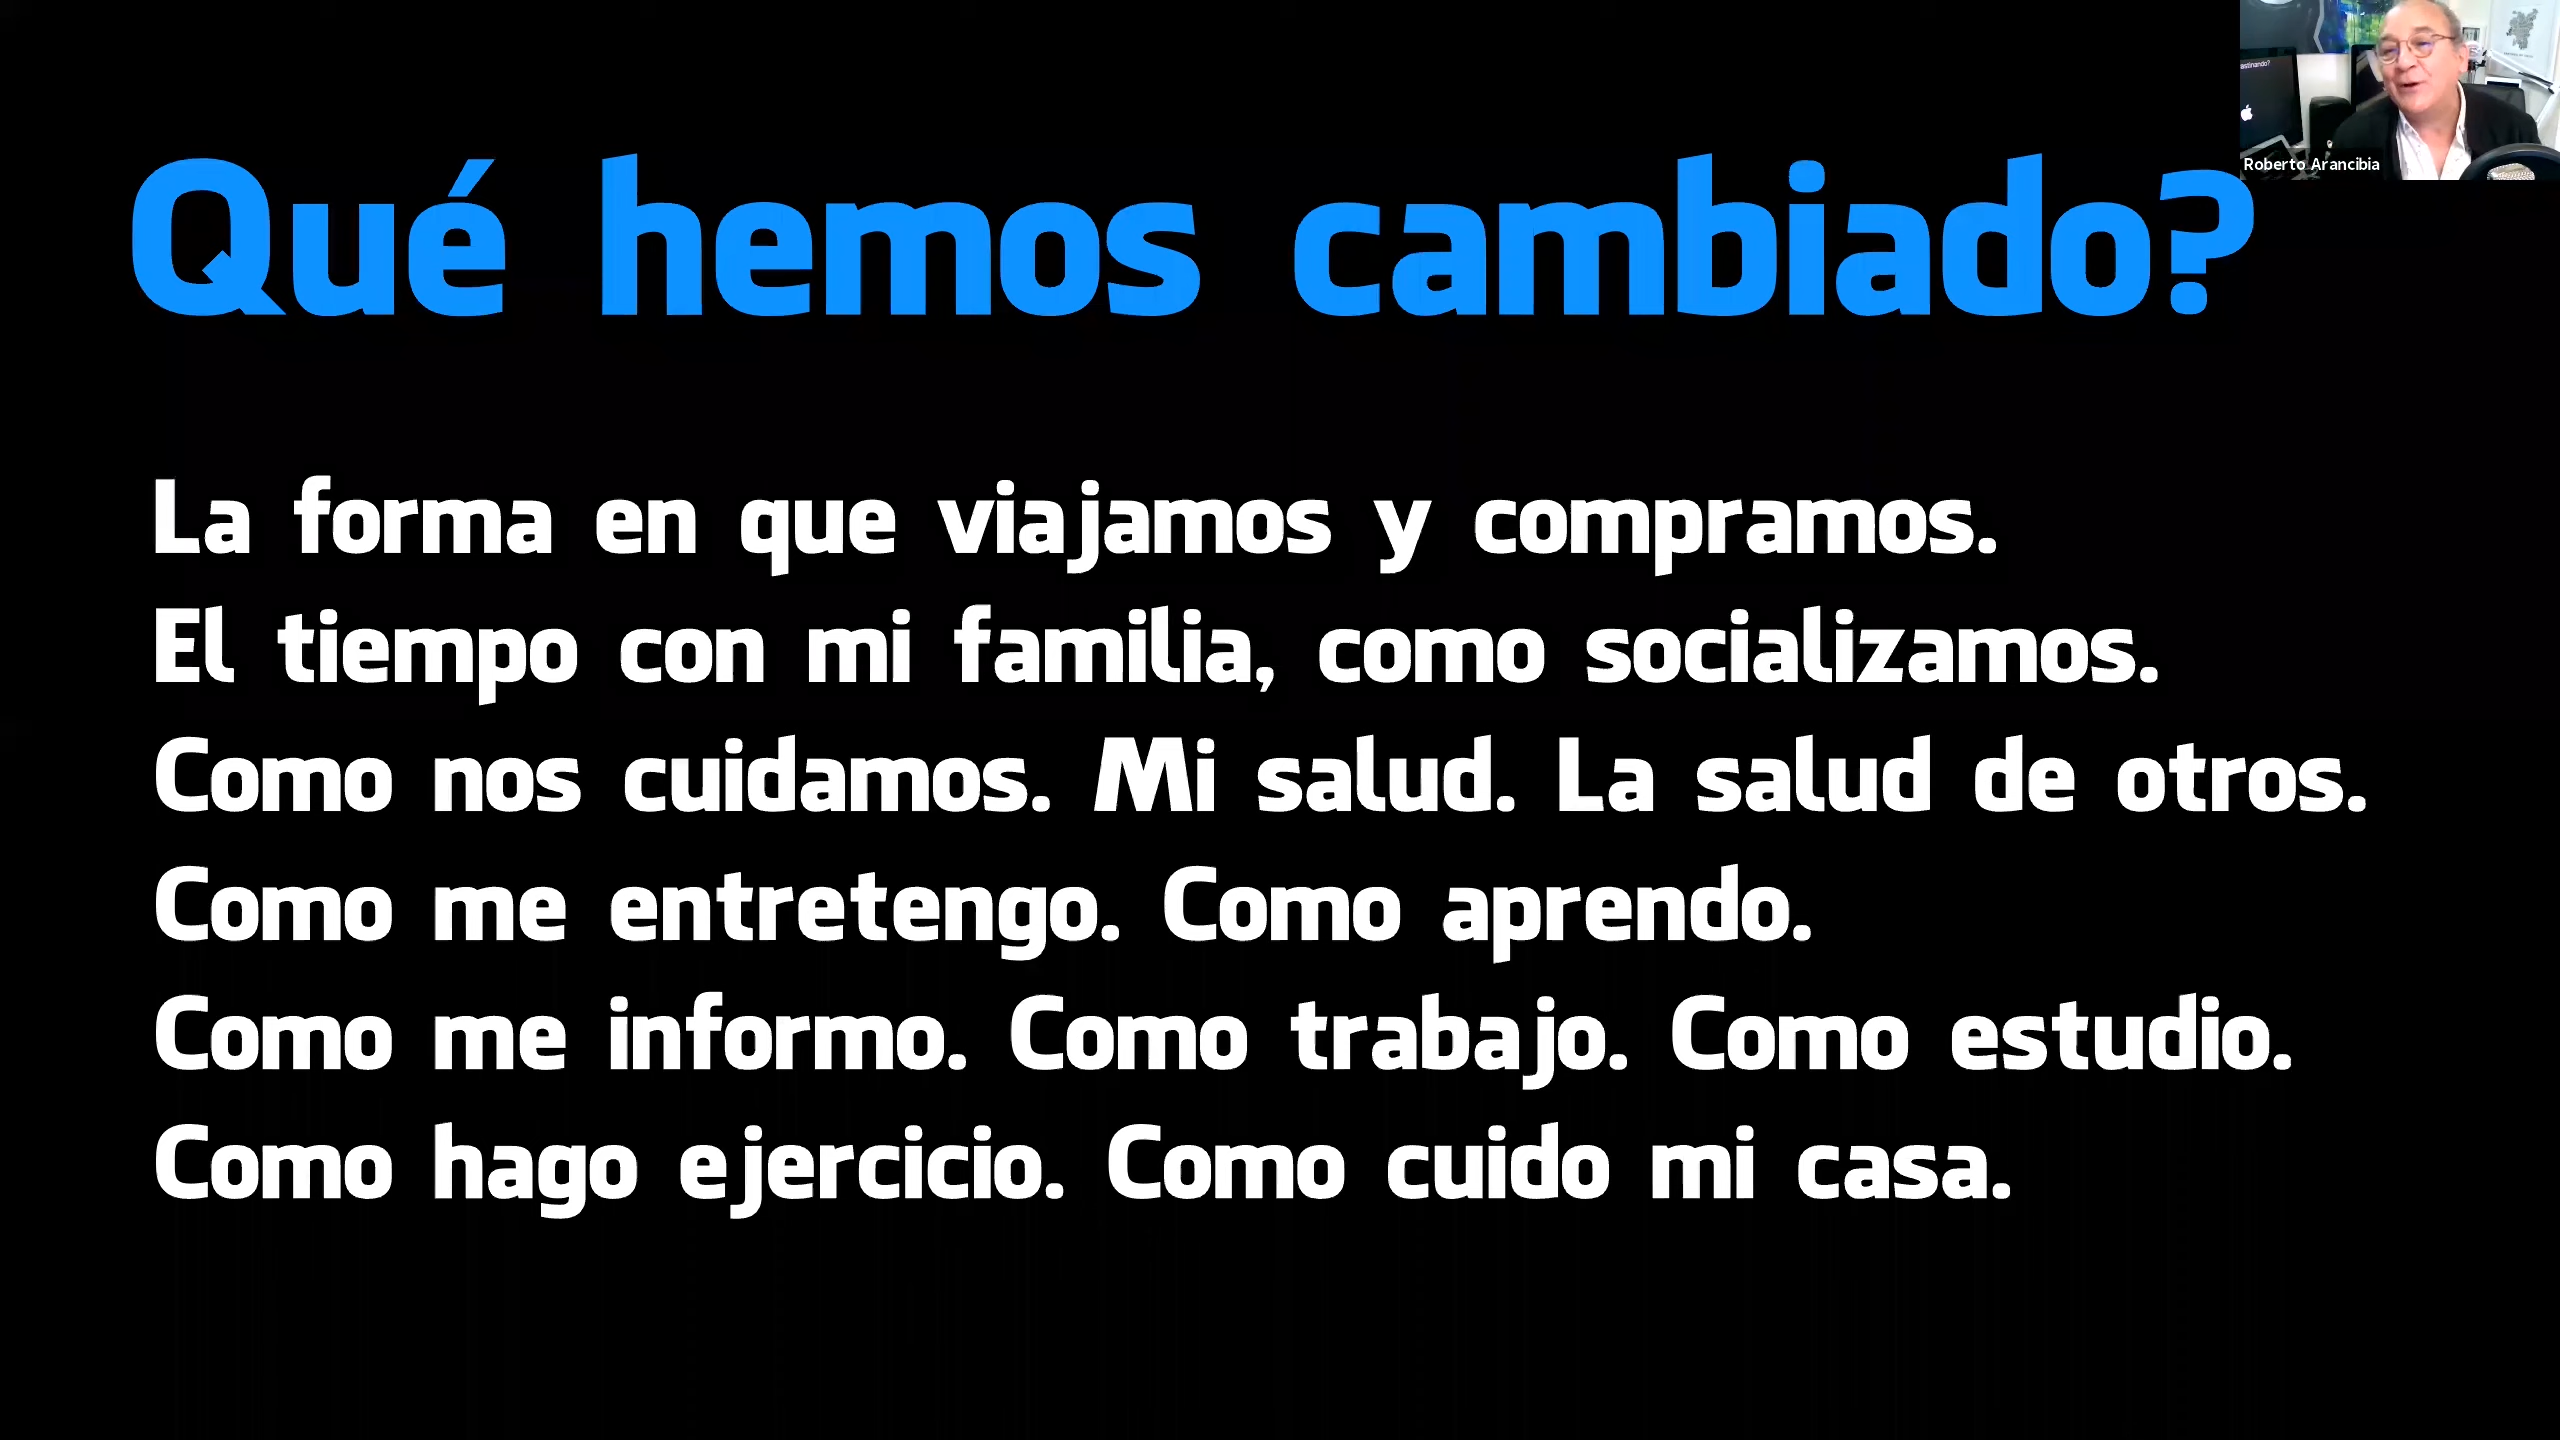 astinando?
Roberto Arancibia
Qué hemos cambiado?
La forma en que viajamos y compramos.
El tiempo con mi familia, como socializamos.
Como nos cuidamos. Mi salud. La salud de otros.
Como me entretengo. Como aprendo.
Como me informo. Como trabajo. Como estudio.
Como hago ejercicio. Como cuido mi casa.